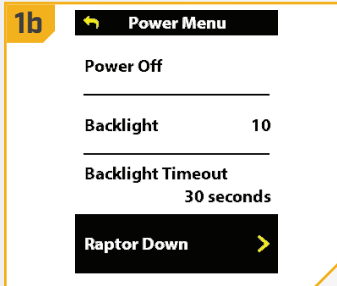 1b
Power Menu
Power Off
Backlight 10
Backlight Timeout
30 seconds
Raptor Down